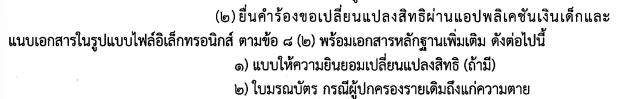 (๒) ยื่นคำร้องขอเปลี่ยนแปลงสิทธิผ่านแอปพลิเคชันเงินเด็กและ
แนบเอกสารในรูปแบบไฟล์อิเล็กทรอนิกส์ ตามข้อ ๘ (๒) พร้อมเอกสารหลักฐานเพิ่มเติม ดังต่อไปนี้
๑) แบบให้ความยินยอมเปลี่ยนแปลงสิทธิ (ถ้ามี)
๒) ใบมรณบัตร กรณีผู้ปกครองรายเดิมถึงแก่ความตาย